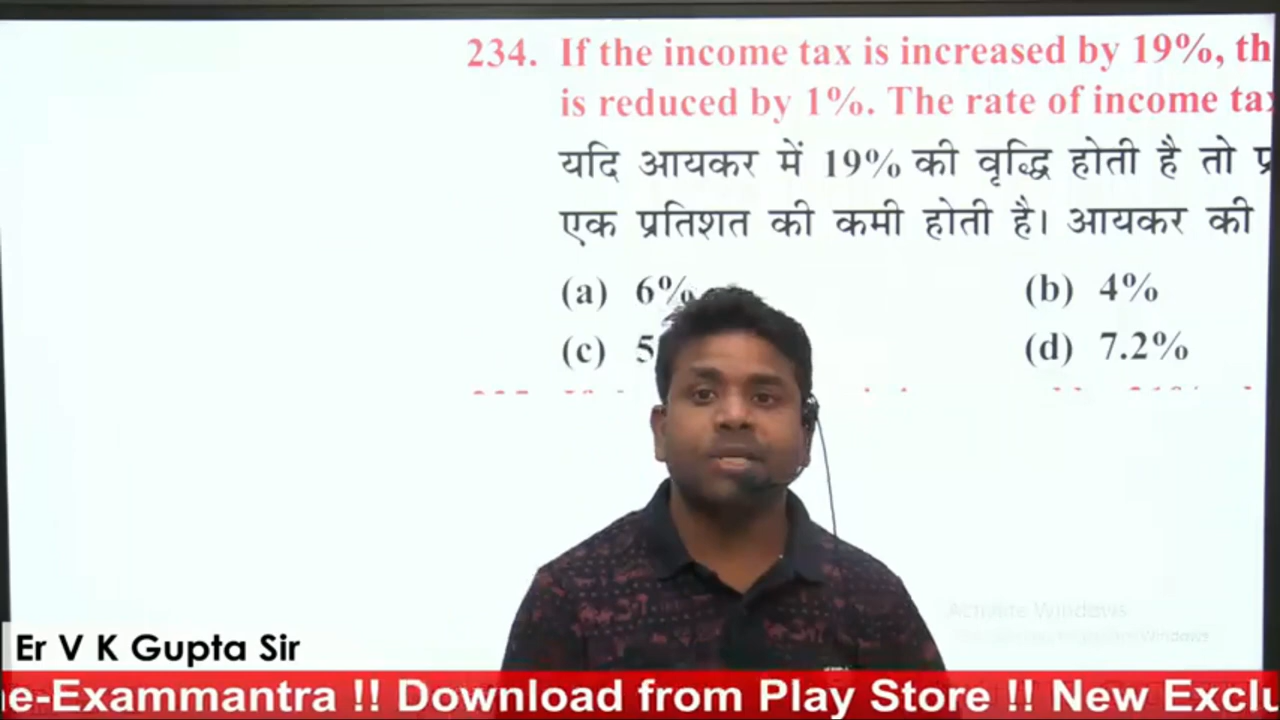 234. If the income tax is increased by 19%, th
is reduced by 1%. The rate of income tax
यदि आयकर में 19% की वृद्धि होती है तो प्र
एक प्रतिशत की कमी होती है। आयकर की
(a) 6% (b) 4%
(c) 5 (d) 7.2%
Activate Windows
Er V K Gupta Sir
e-Exammantra !! Download from Play Store !! New Exclu